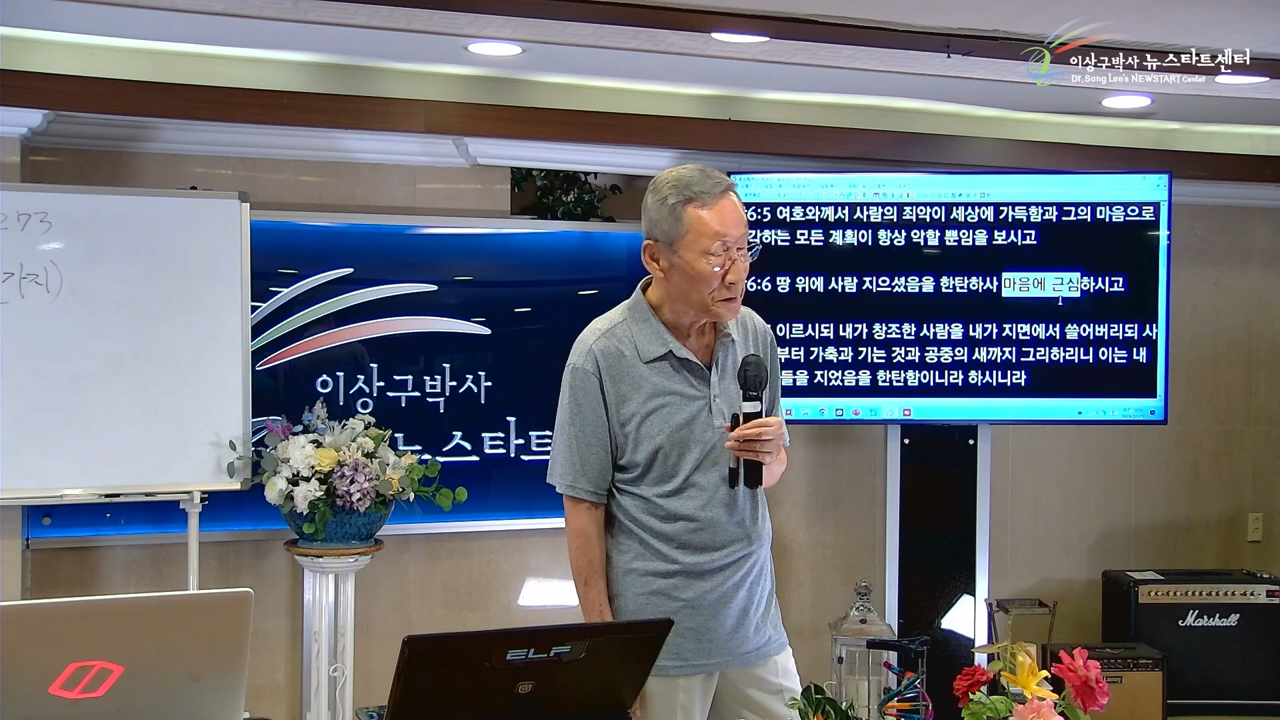 이상구박사 뉴스타트센터
Dr. Sang Lee's NEWSTART Center
273
가지)
이상구박사
뉴스타트
6:5 여호와께서 사람의 죄악이 세상에 가득함과 그의 마음으로
각하는 모든 계획이 항상 악할 뿐임을 보시고
6:6 땅 위에 사람 지으셨음을 한탄하사 마음에 근심하시고
이르시되 내가 창조한 사람을 내가 지면에서 쓸어버리되 사
부터 가축과 기는 것과 공중의 새까지 그리하리니 이는 내
들을 지었음을 한탄함이니라 하시니라
ELF
Marshall